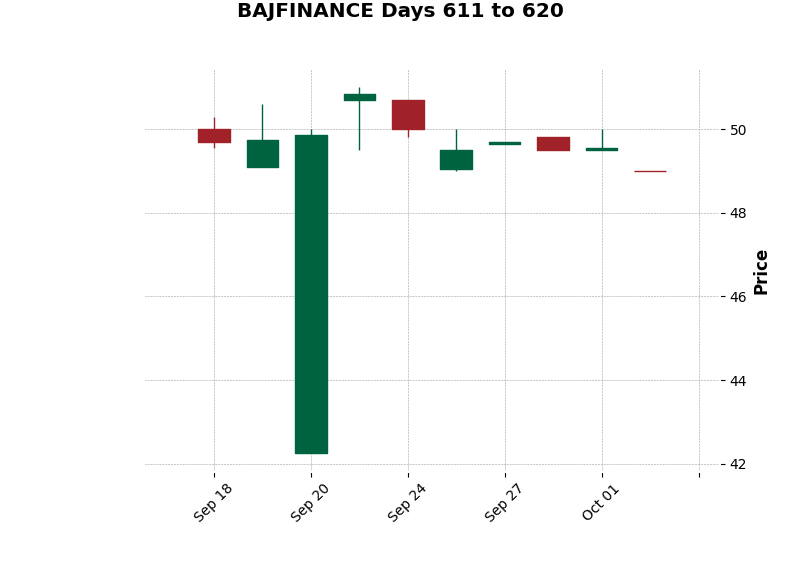 BAJFINANCE Days 611 to 620
50
48
46
44
42
Price
Sep 18
Sep 20
Sep 24
Sep 27
Oct 01